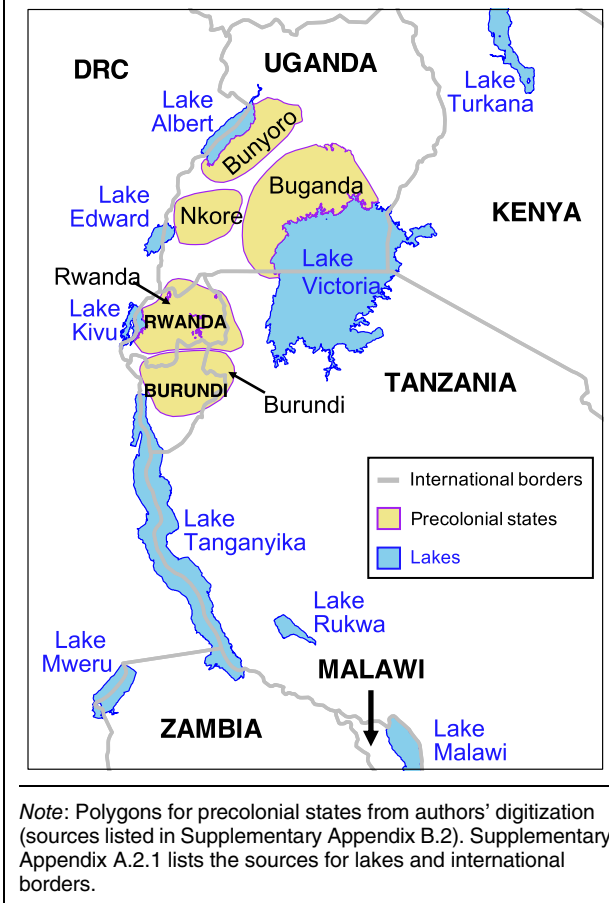 DRC
UGANDA
Lake
Turkana
Lake
Albert
Bunyoro
Buganda
Lake
Edward
Nkore
KENYA
Lake
Victoria
Rwanda
Lake
Kivu
RWANDA
TANZANIA
BURUNDI
Burundi
International borders
Precolonial states
Lakes
Lake
Tanganyika
Lake
Rukwa
Lake
Mweru
MALAWI
ZAMBIA
Lake
Malawi
Note: Polygons for precolonial states from authors' digitization
(sources listed in Supplementary Appendix B.2). Supplementary
Appendix A.2.1 lists the sources for lakes and international
borders.